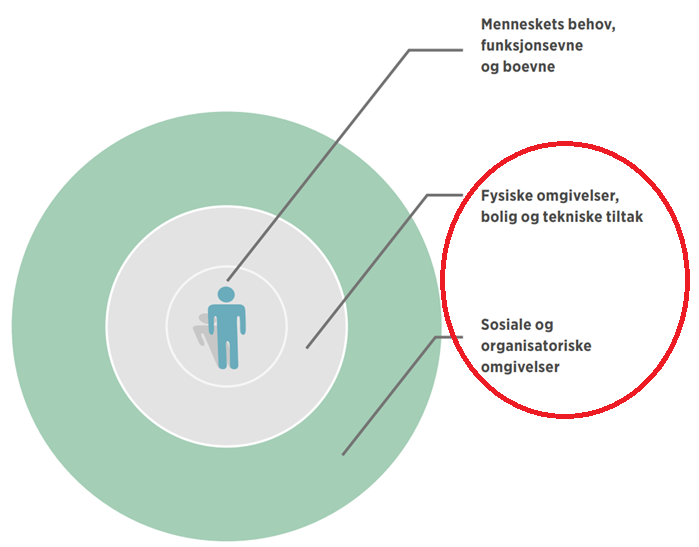 Menneskets behov,
funksjonsevne
og boevne
Fysiske omgivelser,
bolig og tekniske tiltak
Sosiale og
organisatoriske
omgivelser